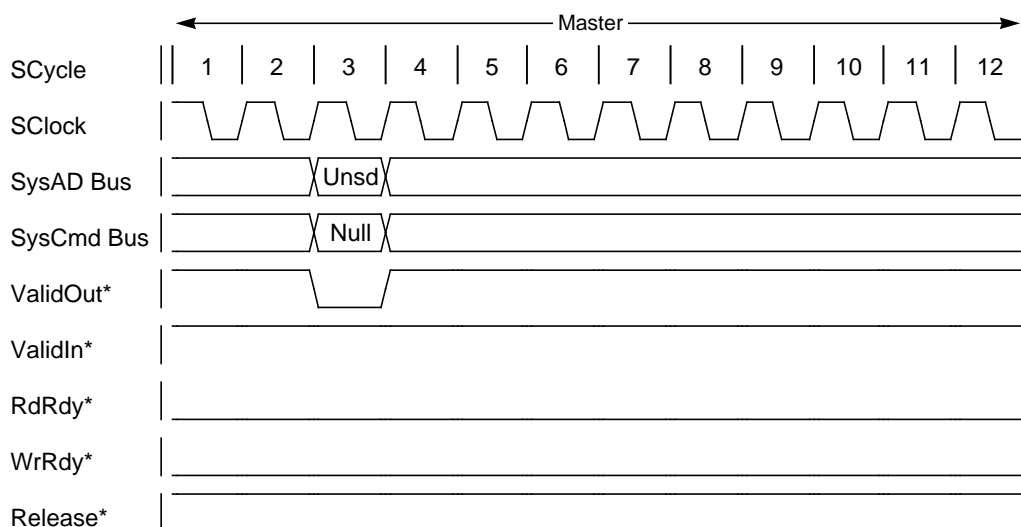 Master
SCycle 1 2 3 4 5 6 7 8 9 10 11 12
SClock
SysAD Bus Unsd
SysCmd Bus Null
ValidOut*
ValidIn*
RdRdy*
WrRdy*
Release*